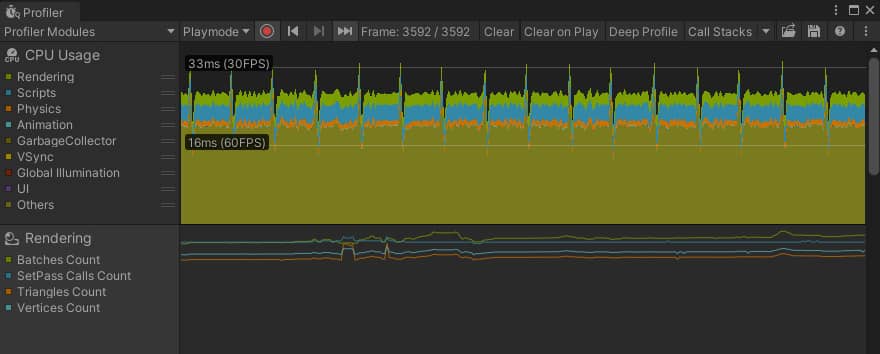 Profiler
Profiler Modules Playmode Frame: 3592 / 3592 Clear Clear on Play Deep Profile Call Stacks
CPU Usage
CPU
Rendering
Scripts
Physics
Animation
GarbageCollector
VSync
Global Illumination
UI
Others
33ms (30FPS)
16ms (60FPS)
Rendering
Batches Count
SetPass Calls Count
Triangles Count
Vertices Count